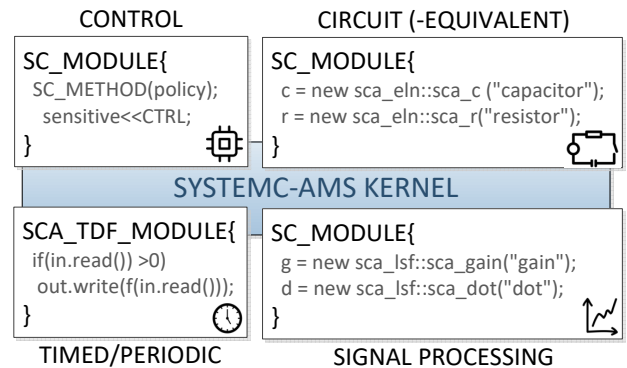 CONTROL
SC_MODULE{
SC_METHOD(policy);
sensitive<<CTRL;
}
CIRCUIT (-EQUIVALENT)
SC_MODULE{
c = new sca_eln::sca_c ("capacitor");
r = new sca_eln::sca_r("resistor");
}
SYSTEMC-AMS KERNEL
SCA_TDF_MODULE{
if(in.read()) >0)
out.write(f(in.read()));
}
TIMED/PERIODIC
SC_MODULE{
g = new sca_lsf::sca_gain("gain");
d = new sca_lsf::sca_dot("dot");
}
SIGNAL PROCESSING